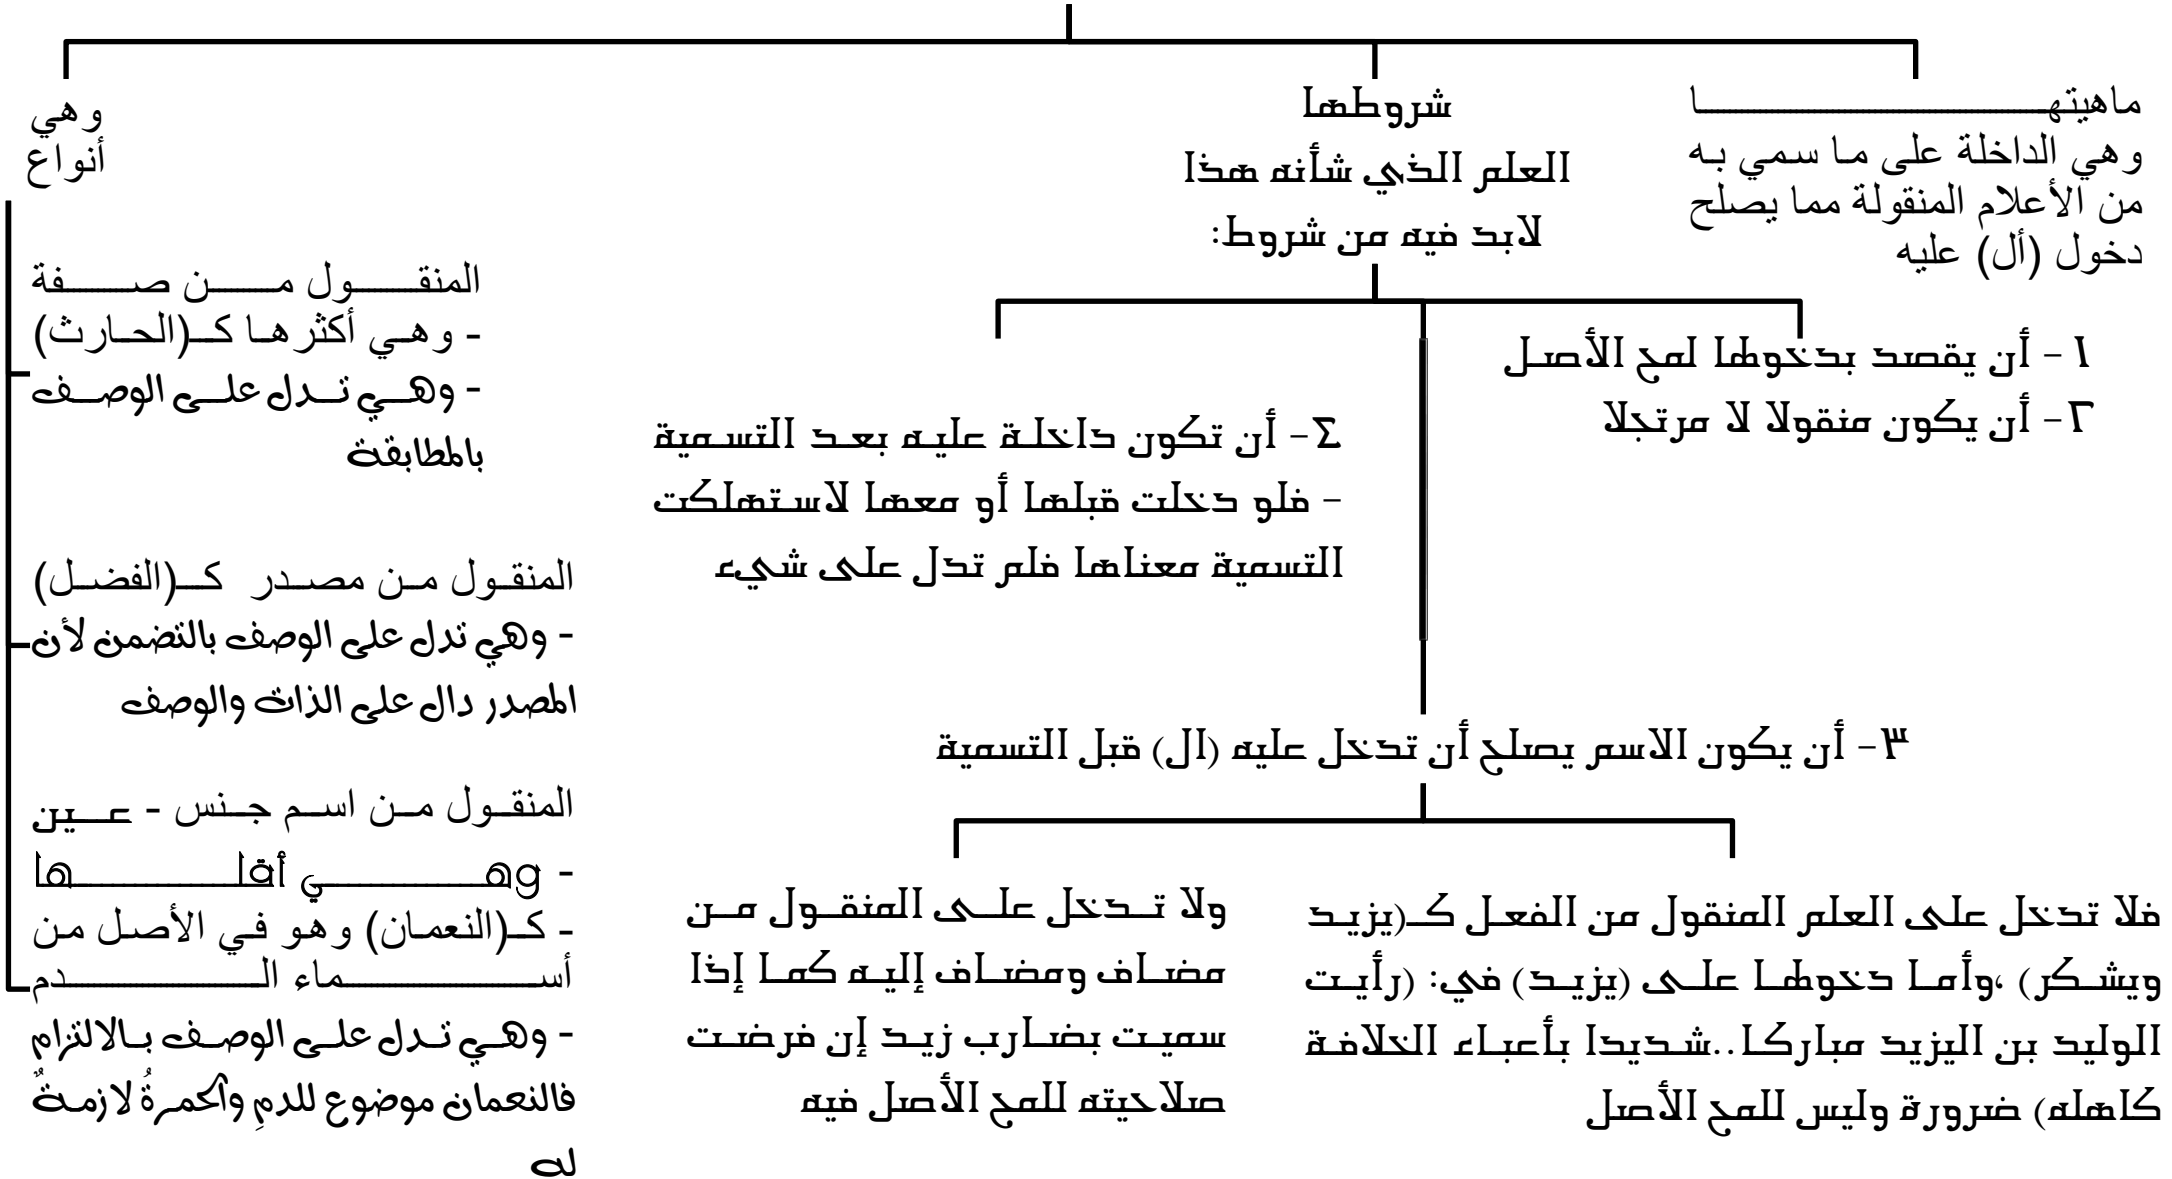 ماهيتها
وهي الداخلة على ما سمي به
من الأعلام المنقولة مما يصلح
دخول (أل) عليه
شروطها
العلم الذي شأنه هذا
لابد فيه من شروط:
١- أن يقصد بدخولها لمح الأصل
٢- أن يكون منقولا لا مرتجلا
٣- أن يكون الاسم يصلح أن تدخل عليه (ال) قبل التسمية
فلا تدخل على العلم المنقول من الفعل كـ(يزيد
ويشكر) ،وأما دخولها على (يزيد) في: (رأيت
الوليد بن اليزيد مباركا..شديدا بأعباء الخلافة
كاهله) ضرورة وليس للمح الأصل
ولا تدخل على المنقول من
مضاف ومضاف إليه كما إذا
سميت بضارب زيد إن فرضت
صلاحيته للمح الأصل فيه
٤- أن تكون داخلة عليه بعد التسمية
- فلو دخلت قبلها أو معها لاستهلكت
التسمية معناها فلم تدل على شيء
وهي
أنواع
المنقول من صفة
- وهي أكثرها كـ(الحارث)
- وهي تدل على الوصف
بالمطابقة
المنقول من مصدر كـ(الفضل)
- وهي تدل على الوصف بالتضمن لأن
المصدر دال على الذات والوصف
المنقول من اسم جنس - عين
- وهي أقلها
- كـ(النعمان) وهو في الأصل من
أسماء الدم
- وهي تدل على الوصف بالالتزام
فالنعمان موضوع للدمِ والحمرةُ لازمةٌ
له